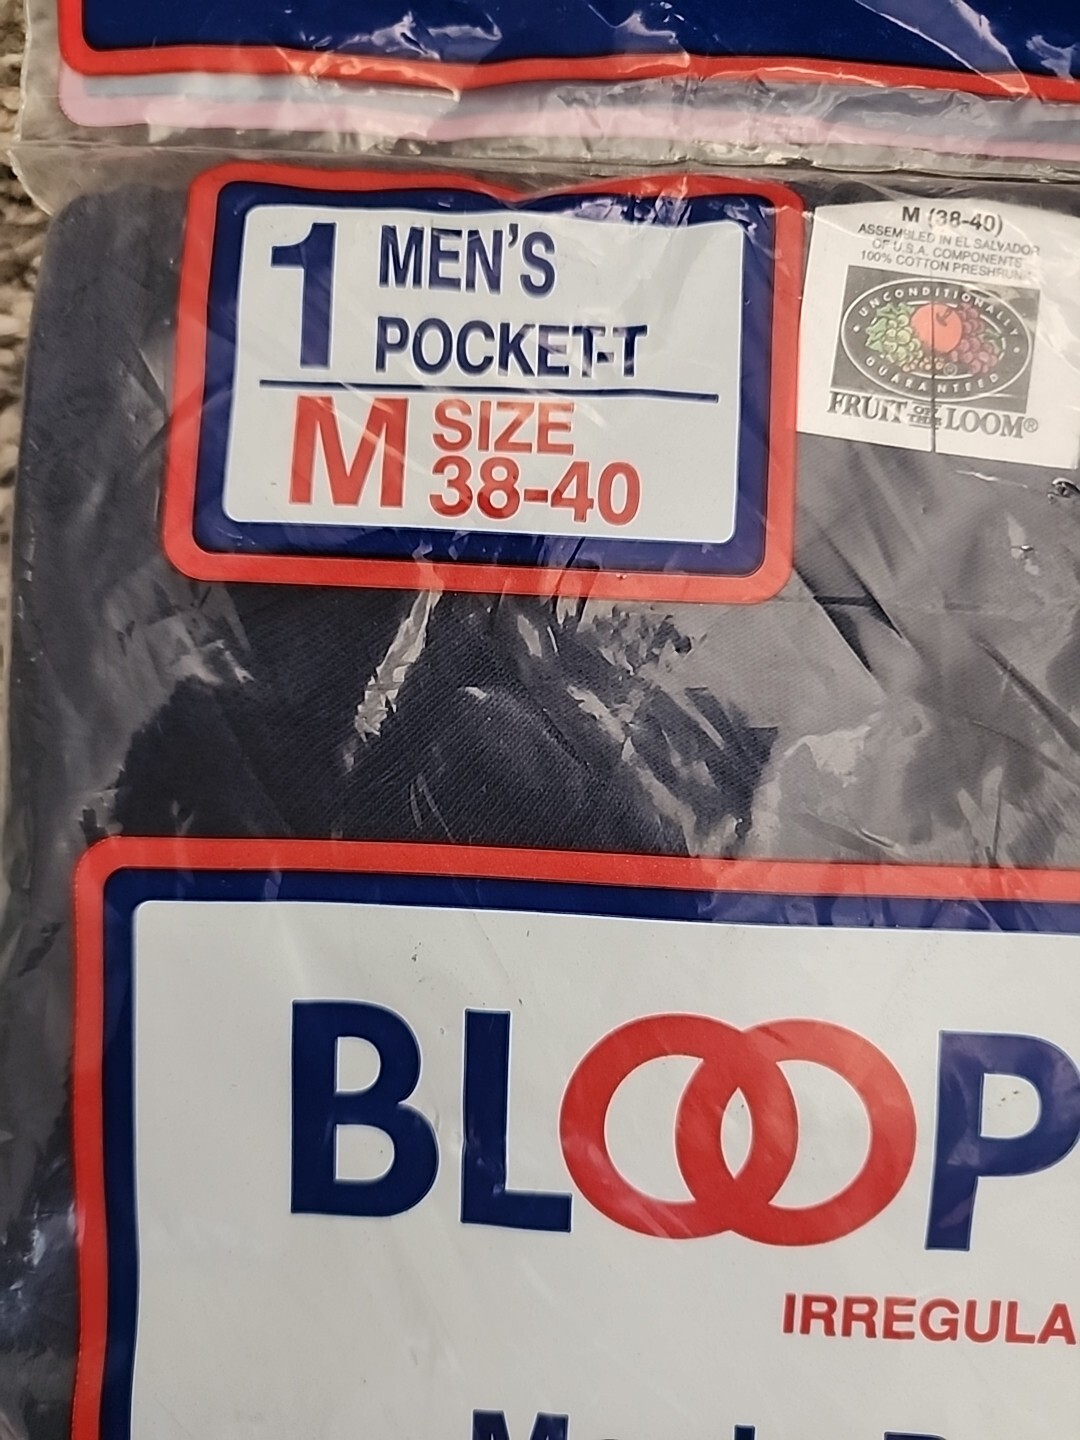 1 MEN'S
POCKET-T
M SIZE
38-40
M (38-40)
ASSEMBLED IN EL SALVADOR
OF U.S.A. COMPONENTS
100% COTTON PRESHRUN
UNCONDITIONALLY
GUARANTEED
FRUIT OF THE LOOM®
BLOOP
IRREGULA